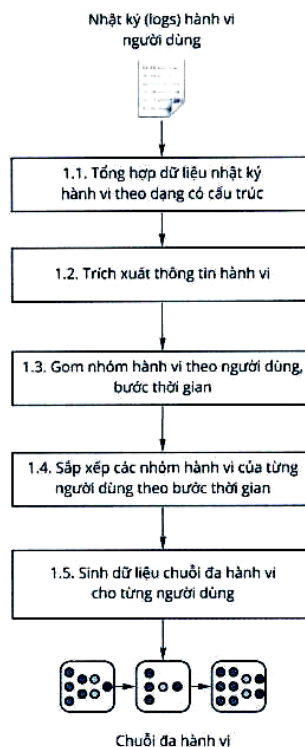 Nhật ký (logs) hành vi
người dùng
1.1. Tổng hợp dữ liệu nhật ký
hành vi theo dạng có cấu trúc
1.2. Trích xuất thông tin hành vi
1.3. Gom nhóm hành vi theo người dùng,
bước thời gian
1.4. Sắp xếp các nhóm hành vi của từng
người dùng theo bước thời gian
1.5. Sinh dữ liệu chuỗi đa hành vi
cho từng người dùng
Chuỗi đa hành vi